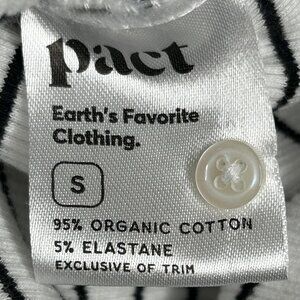 pact
Earth's Favorite
Clothing.
S
95% ORGANIC COTTON
5% ELASTANE
EXCLUSIVE OF TRIM